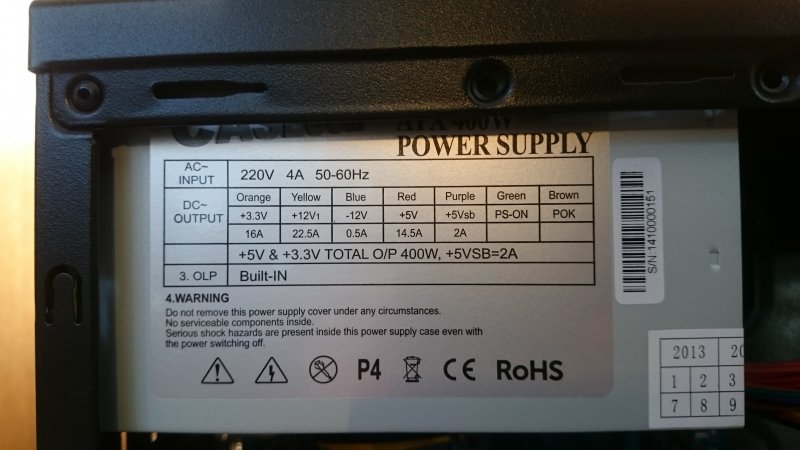 ATX 400W
POWER SUPPLY
AC~ INPUT 220V 4A 50-60Hz
DC~ OUTPUT Orange Yellow Blue Red Purple Green Brown
+3.3V +12V1 -12V +5V +5Vsb PS-ON POK
16A 22.5A 0.5A 14.5A 2A
+5V & +3.3V TOTAL O/P 400W, +5VSB=2A
3. OLP Built-IN
4.WARNING
Do not remove this power supply cover under any circumstances.
No serviceable components inside.
Serious shock hazards are present inside this power supply case even with
the power switching off.
P4 CE RoHS
S/N:1410000151
2013
1 2 3
7 8 9